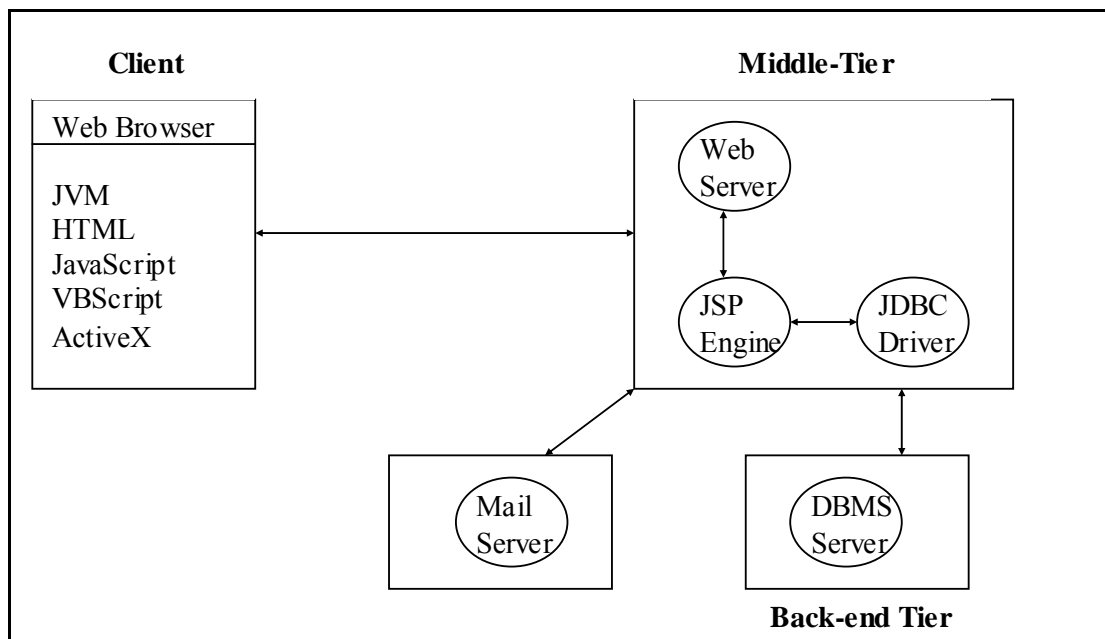 Client
Middle-Tier
Web Browser
JVM
HTML
JavaScript
VBScript
ActiveX
Web
Server
JSP
Engine
JDBC
Driver
Mail
Server
DBMS
Server
Back-end Tier